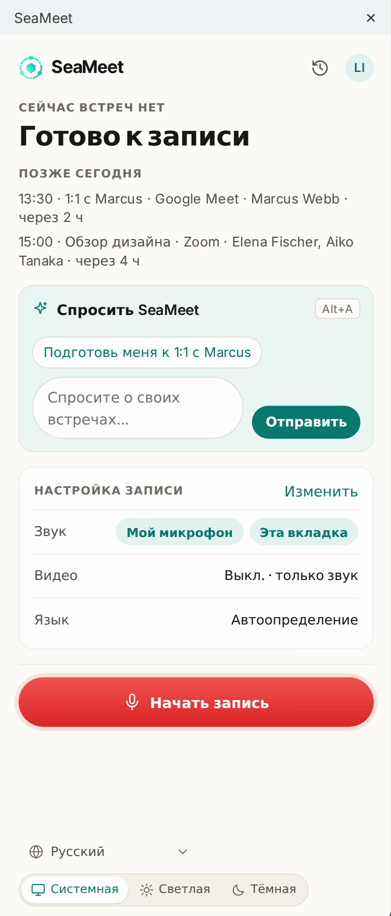 SeaMeet
SeaMeet
LI
СЕЙЧАС ВСТРЕЧ НЕТ
Готово к записи
ПОЗЖЕ СЕГОДНЯ
13:30 · 1:1 с Marcus · Google Meet · Marcus Webb ·
через 2 ч
15:00 · Обзор дизайна · Zoom · Elena Fischer, Aiko
Tanaka · через 4 ч
Спросить SeaMeet
Alt+A
Подготовь меня к 1:1 с Marcus
Спросите о своих
встречах...
Отправить
НАСТРОЙКА ЗАПИСИ
Изменить
Звук
Мой микрофон
Эта вкладка
Видео
Выкл. · только звук
Язык
Автоопределение
Начать запись
Русский
Системная
Светлая
Тёмная